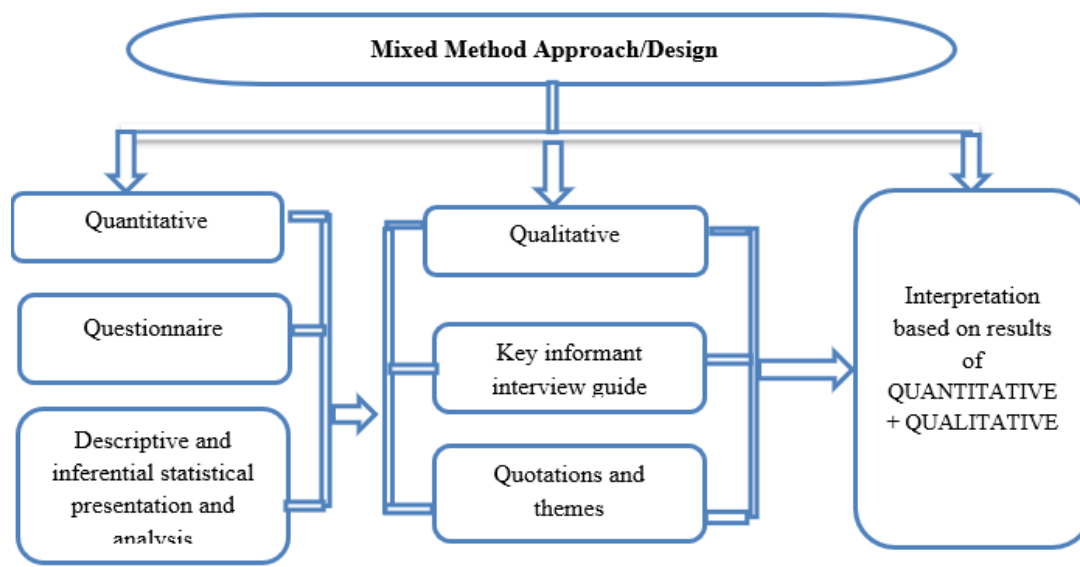 Mixed Method Approach/Design
Quantitative
Questionnaire
Descriptive and
inferential statistical
presentation and
analysis
Qualitative
Key informant
interview guide
Quotations and
themes
Interpretation
based on results
of
QUANTITATIVE
+ QUALITATIVE